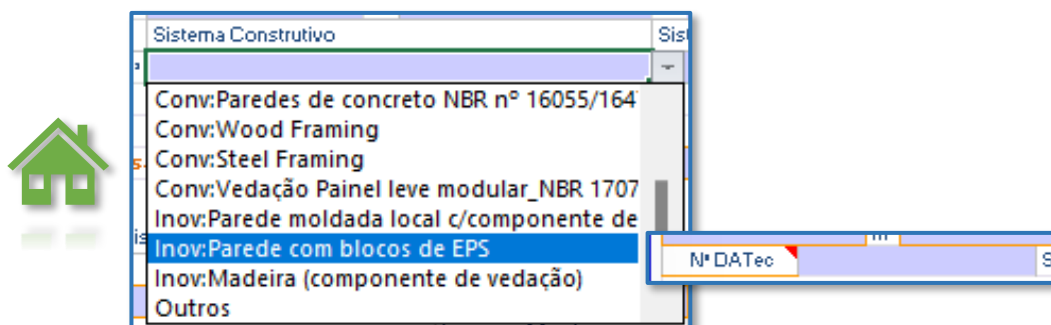 Sistema Construtivo
Conv:Paredes de concreto NBR nº 16055/164
Conv:Wood Framing
Conv:Steel Framing
Conv:Vedação Painel leve modular_NBR 1707
Inov:Parede moldada local c/componente de
Inov:Parede com blocos de EPS
Inov:Madeira (componente de vedação)
Outros
Nº DATec